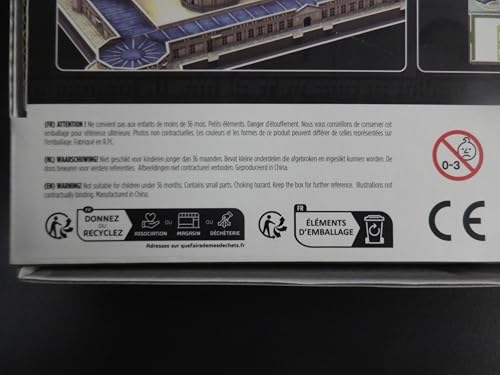 (FR) ATTENTION ! Ne convient pas aux enfants de moins de 36 mois. Petits éléments. Danger d'étouffement. Nous vous conseillons de conserver cet
emballage pour référence ultérieure. Photos non contractuelles. Les couleurs et les formes de ce produit peuvent différer de celles représentées sur
l'emballage. Fabriqué en R.P.C.
(NL) WAARSCHUWING! Niet geschikt voor kinderen jonger dan 36 maanden. Bevat kleine onderdelen die afgebroken en ingeslikt kunnen worden. De
doos bewaren voor verdere referenties. Afbeeldingen niet contractueel verboden. Geproduceerd in China.
(EN) WARNING! Not suitable for children under 36 months. Contains small parts. Choking hazard. Keep the box for further reference. Illustrations not
contractually binding. Manufactured in China.
0-3
CE
FR
DONNEZ
OU
RECYCLEZ
ASSOCIATION
OU
MAGASIN
OU
DÉCHÈTERIE
Adresses sur quefairedemesdechets.fr
FR
ÉLÉMENTS
D'EMBALLAGE